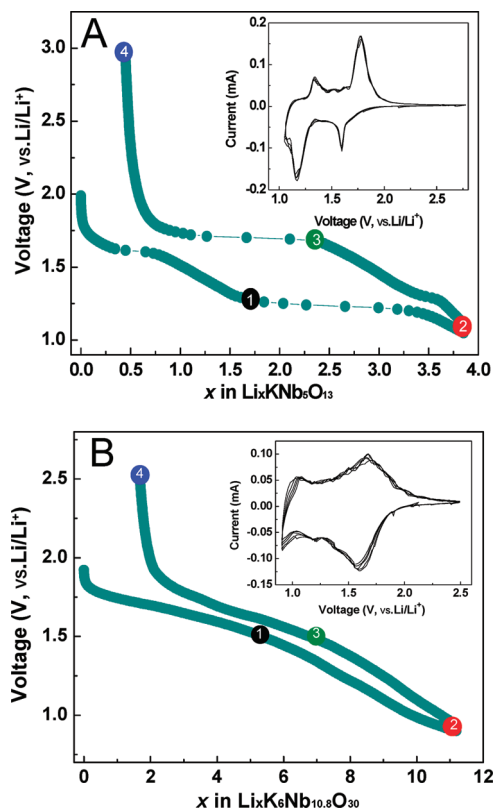 A
Voltage (V, vs.Li/Li⁺)
3.0
2.5
2.0
1.5
1.0
4
3
1
2
0.0 0.5 1.0 1.5 2.0 2.5 3.0 3.5 4.0
x in LiₓKNb₅O₁₃
Current (mA)
0.2
0.1
0.0
-0.1
-0.2
1.0 1.5 2.0 2.5
Voltage (V, vs.Li/Li⁺)
B
Voltage (V, vs.Li/Li⁺)
2.5
2.0
1.5
1.0
4
1
3
2
0 2 4 6 8 10 12
x in LiₓK₆Nb₁₀.₈O₃₀
Current (mA)
0.10
0.05
0.00
-0.05
-0.10
-0.15
1.0 1.5 2.0 2.5
Voltage (V, vs.Li/Li⁺)